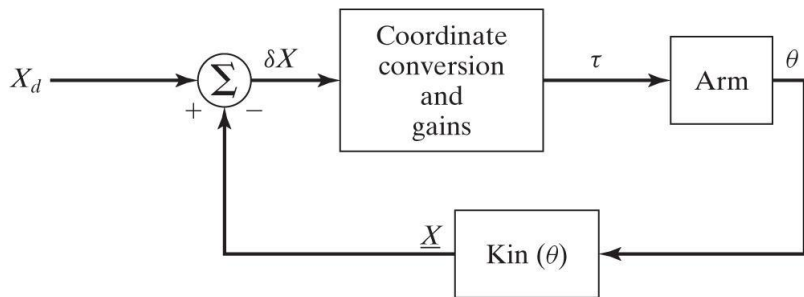 X_d
Σ
+
−
δX
Coordinate
conversion
and
gains
τ
Arm
θ
X
Kin (θ)